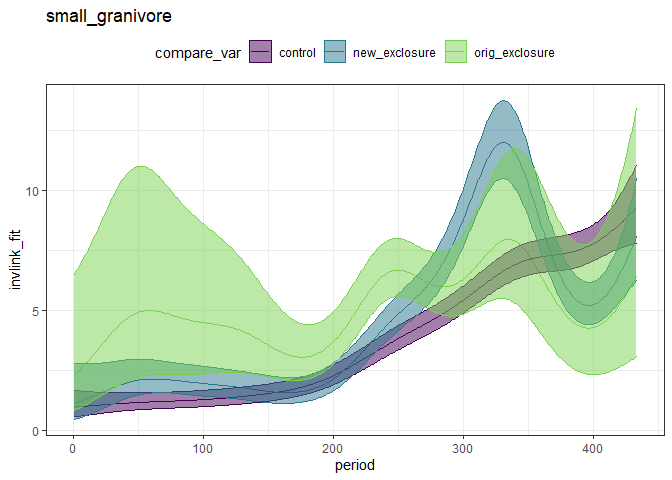 small_granivore
compare_var control new_exclosure orig_exclosure
invlink_fit
10
5
0
0 100 200 300 400
period